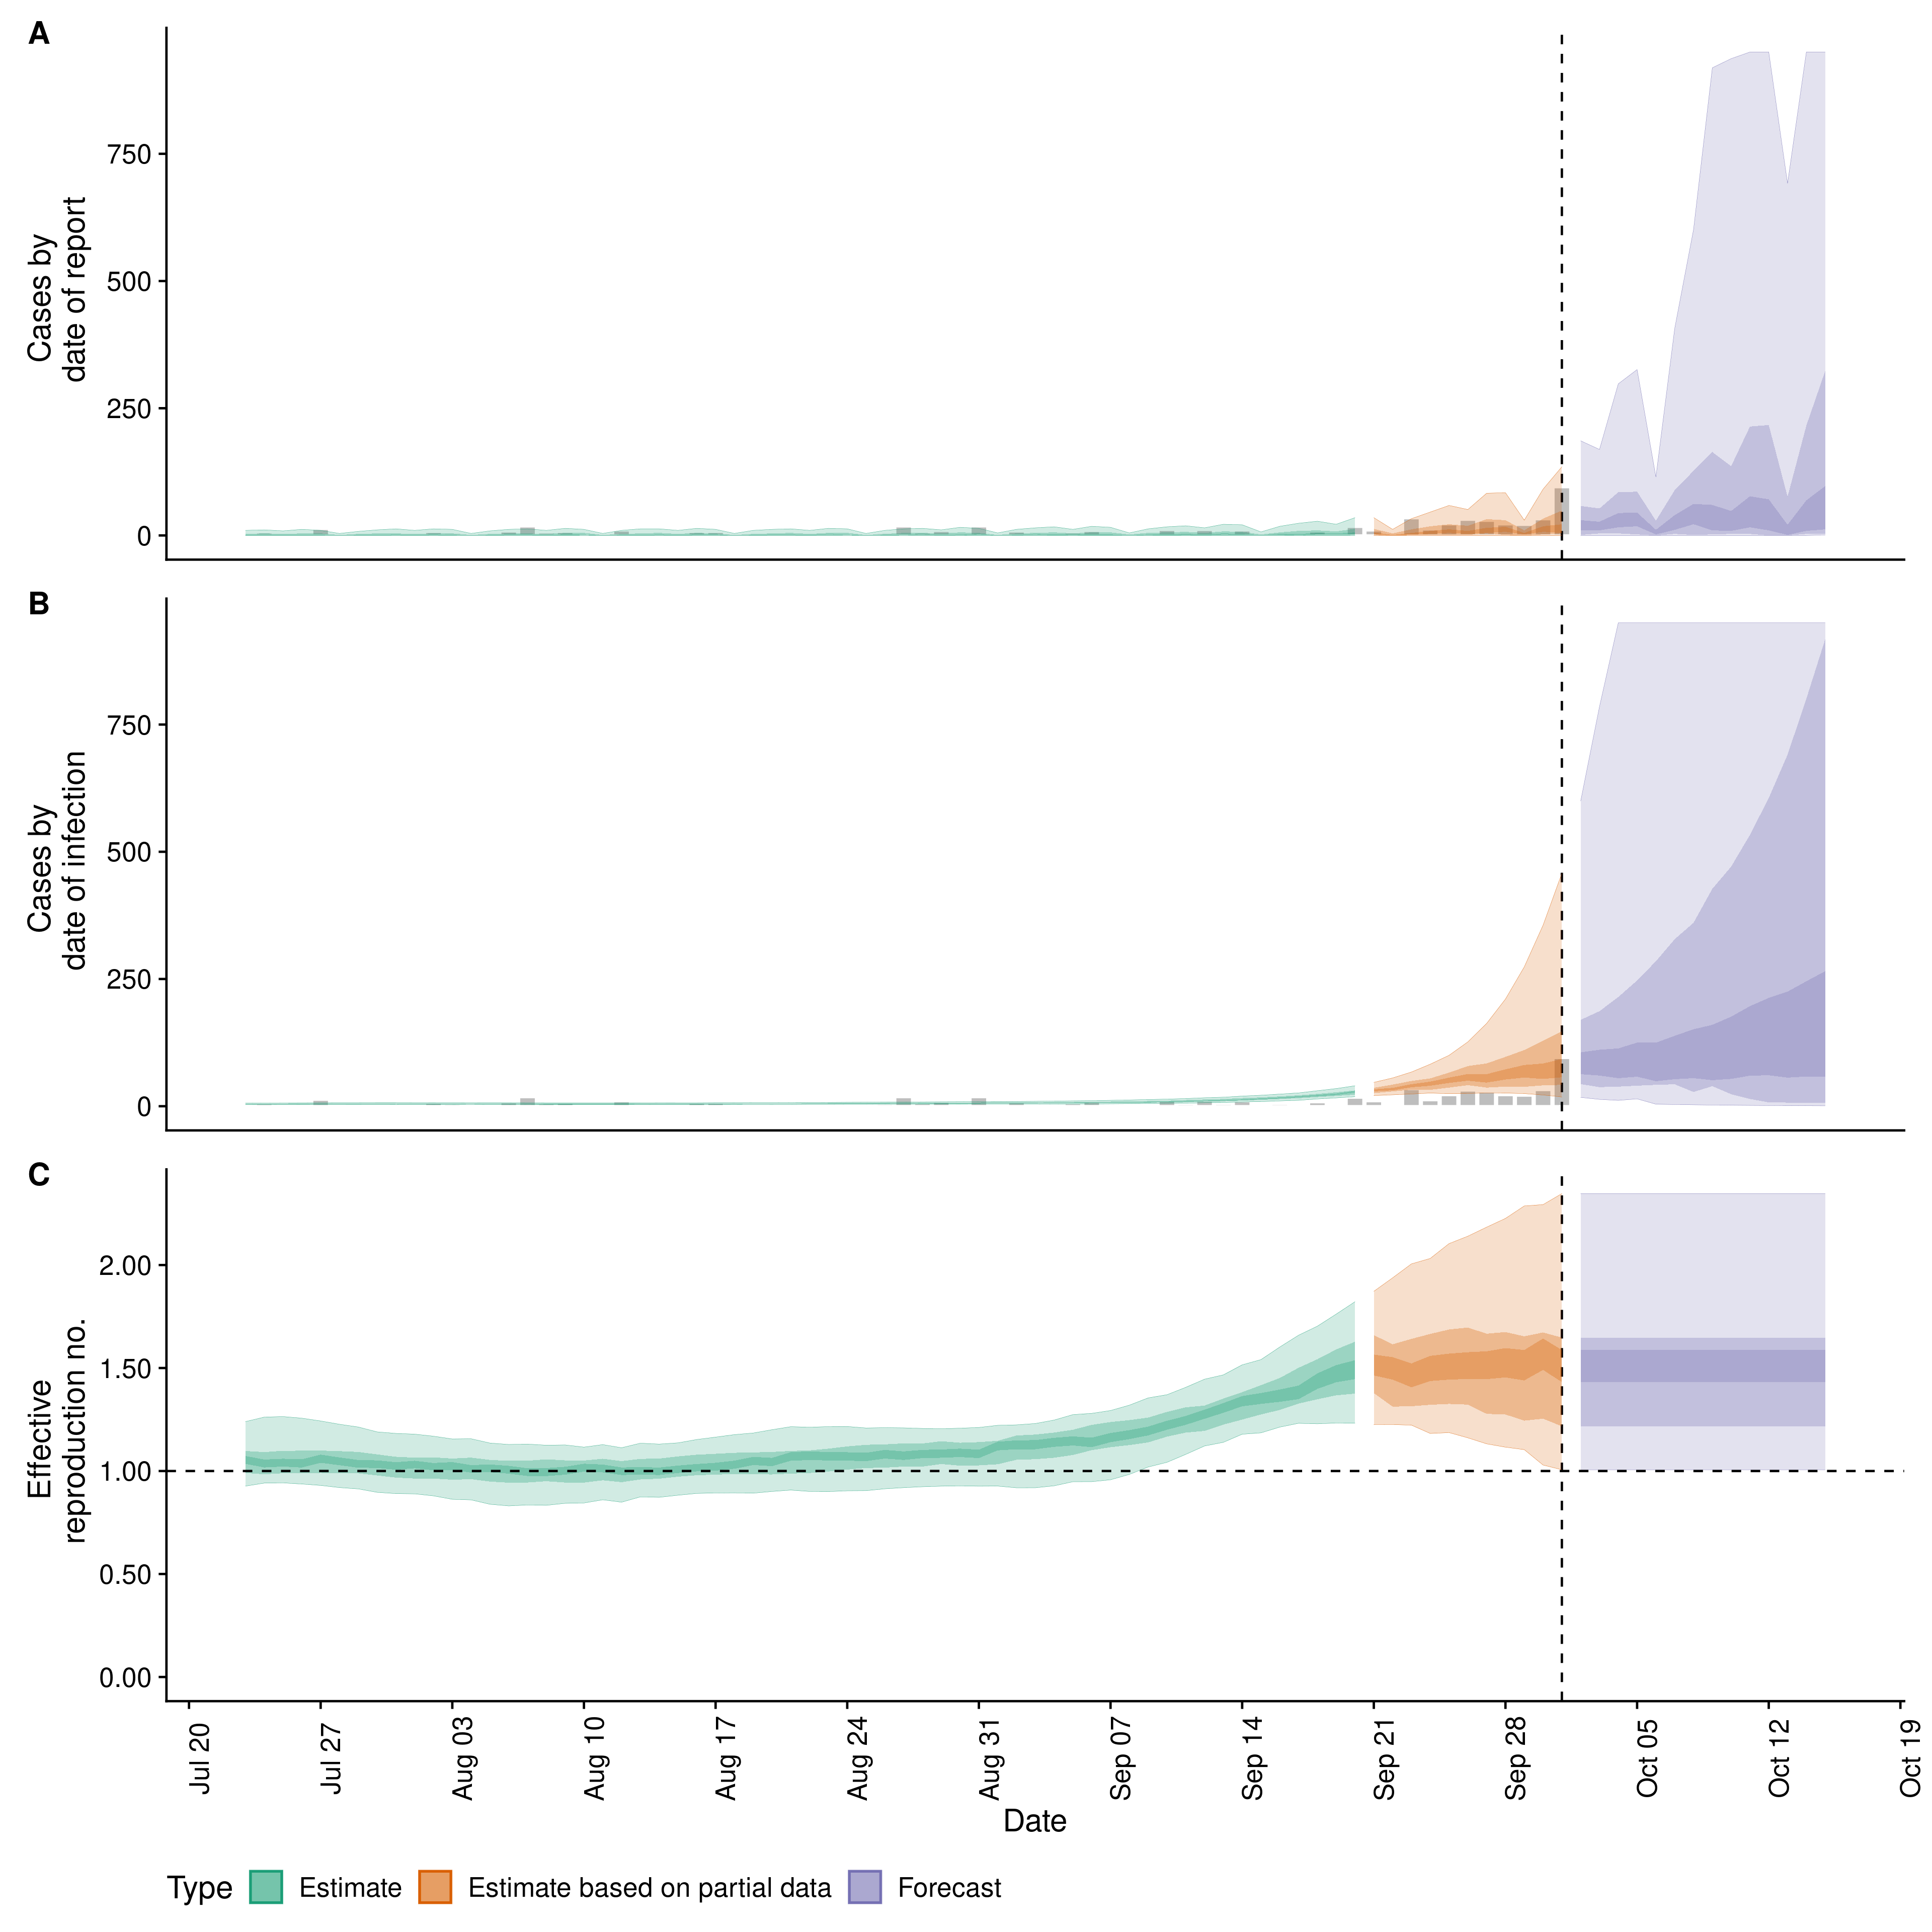 A
Cases by
date of report
750
500
250
0
B
Cases by
date of infection
750
500
250
0
C
Effective
reproduction no.
2.00
1.50
1.00
0.50
0.00
Jul 20
Jul 27
Aug 03
Aug 10
Aug 17
Aug 24
Aug 31
Sep 07
Sep 14
Sep 21
Sep 28
Oct 05
Oct 12
Oct 19
Date
Type Estimate Estimate based on partial data Forecast